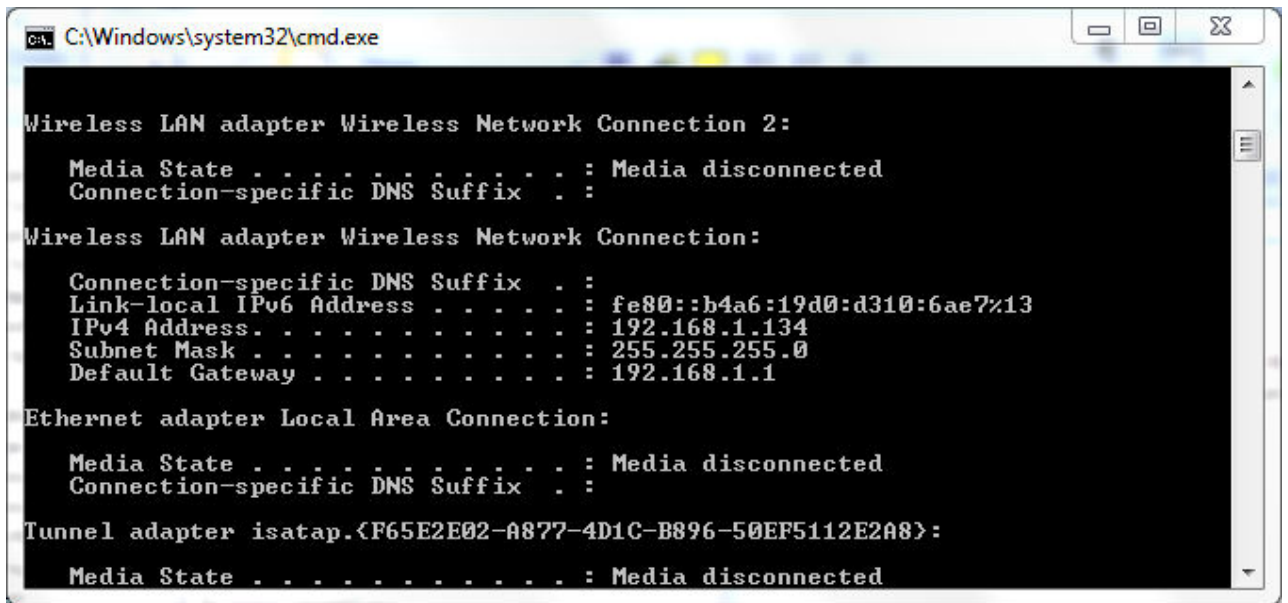 C:\Windows\system32\cmd.exe
Wireless LAN adapter Wireless Network Connection 2:
Media State . . . . . . . . . . . : Media disconnected
Connection-specific DNS Suffix  . :
Wireless LAN adapter Wireless Network Connection:
Connection-specific DNS Suffix  . :
Link-local IPv6 Address . . . . . : fe80::b4a6:19d0:d310:6ae7%13
IPv4 Address. . . . . . . . . . . : 192.168.1.134
Subnet Mask . . . . . . . . . . . : 255.255.255.0
Default Gateway . . . . . . . . . : 192.168.1.1
Ethernet adapter Local Area Connection:
Media State . . . . . . . . . . . : Media disconnected
Connection-specific DNS Suffix  . :
Tunnel adapter isatap.{F65E2E02-A877-4D1C-B896-50EF5112E2A8}:
Media State . . . . . . . . . . . : Media disconnected